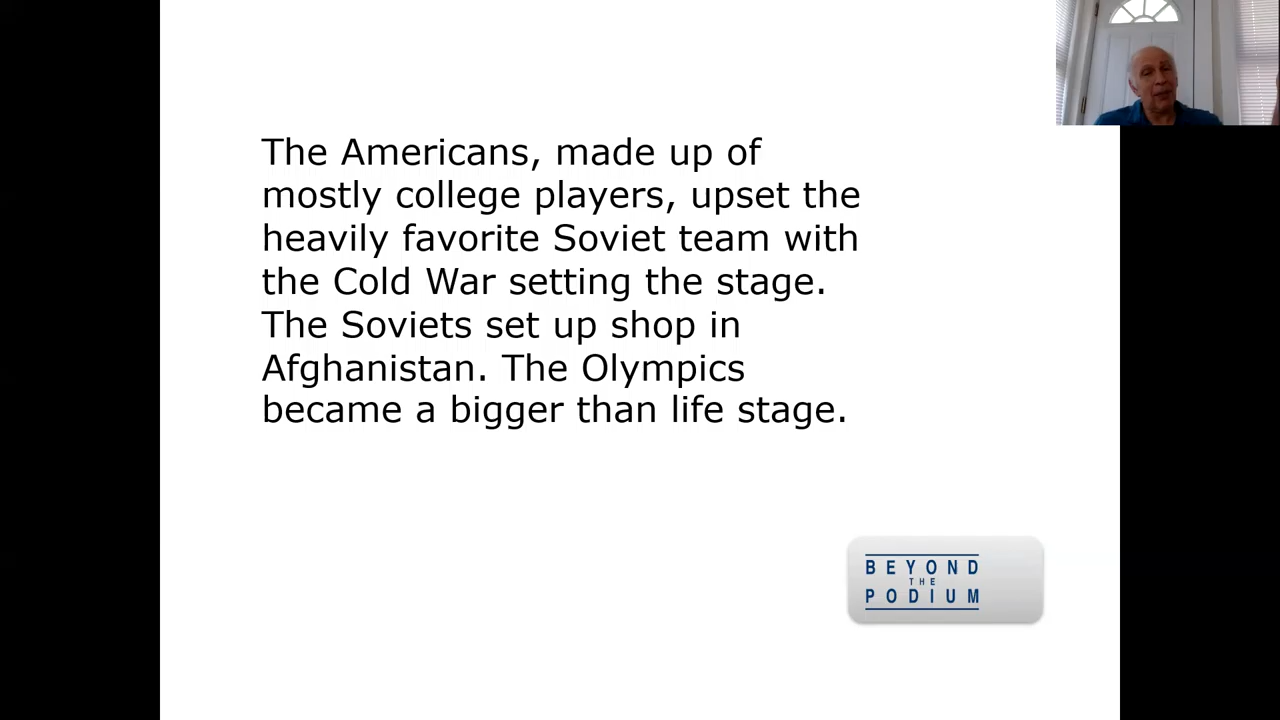 The Americans, made up of
mostly college players, upset the
heavily favorite Soviet team with
the Cold War setting the stage.
The Soviets set up shop in
Afghanistan. The Olympics
became a bigger than life stage.
BEYOND
THE
PODIUM